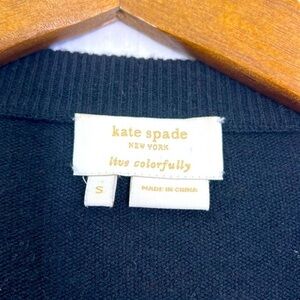 kate spade
NEW YORK
live colorfully
S
MADE IN CHINA